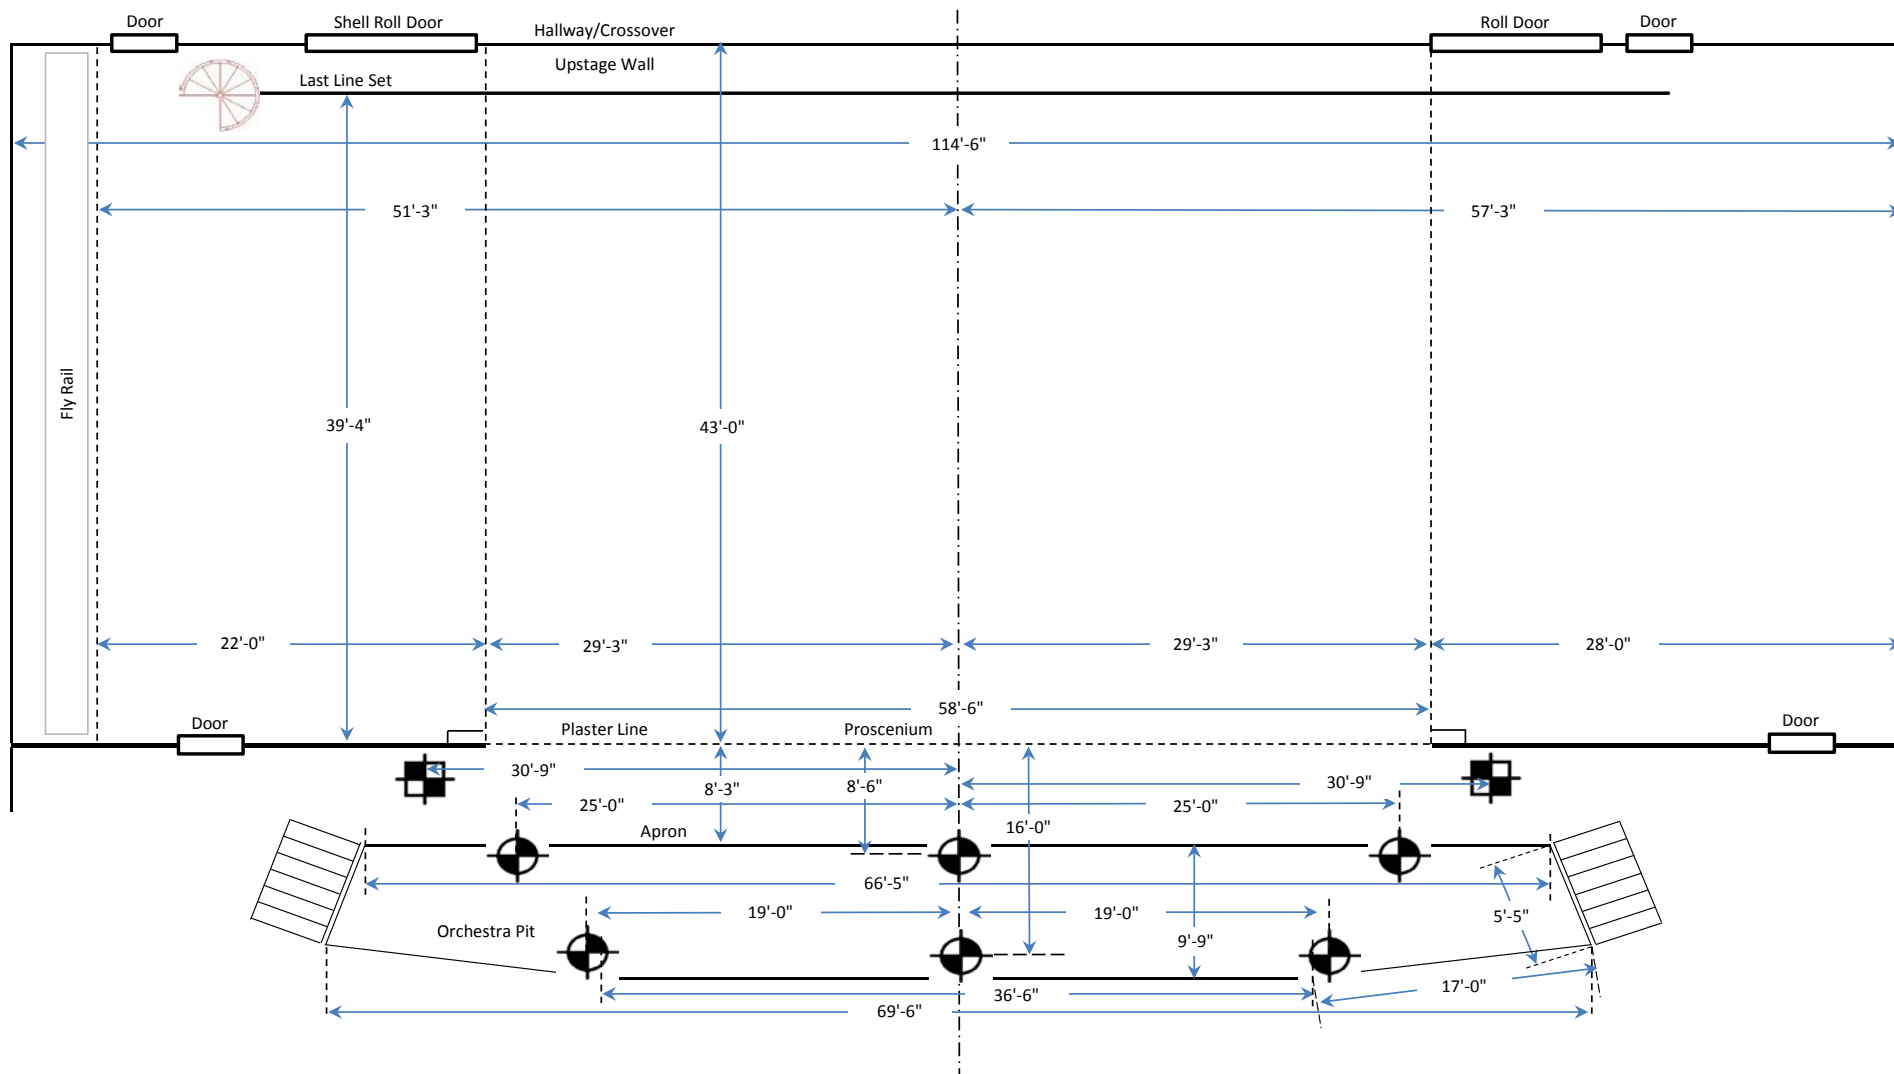 Door
Shell Roll Door
Hallway/Crossover
Roll Door
Door
Upstage Wall
Last Line Set
114'-6"
51'-3"
57'-3"
Fly Rail
39'-4"
43'-0"
22'-0"
29'-3"
29'-3"
28'-0"
58'-6"
Door
Plaster Line
Proscenium
Door
30'-9"
8'-3"
8'-6"
30'-9"
25'-0"
25'-0"
Apron
16'-0"
66'-5"
19'-0"
19'-0"
5'-5"
Orchestra Pit
9'-9"
17'-0"
36'-6"
69'-6"